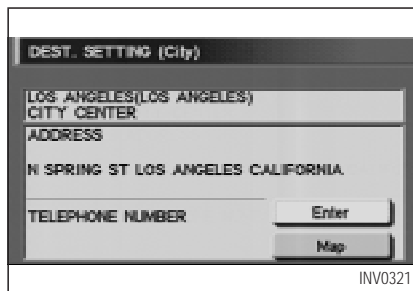 DEST. SETTING (City)
LOS ANGELES(LOS ANGELES)
CITY CENTER
ADDRESS
N SPRING ST LOS ANGELES CALIFORNIA
TELEPHONE NUMBER
Enter
Map
INV0321